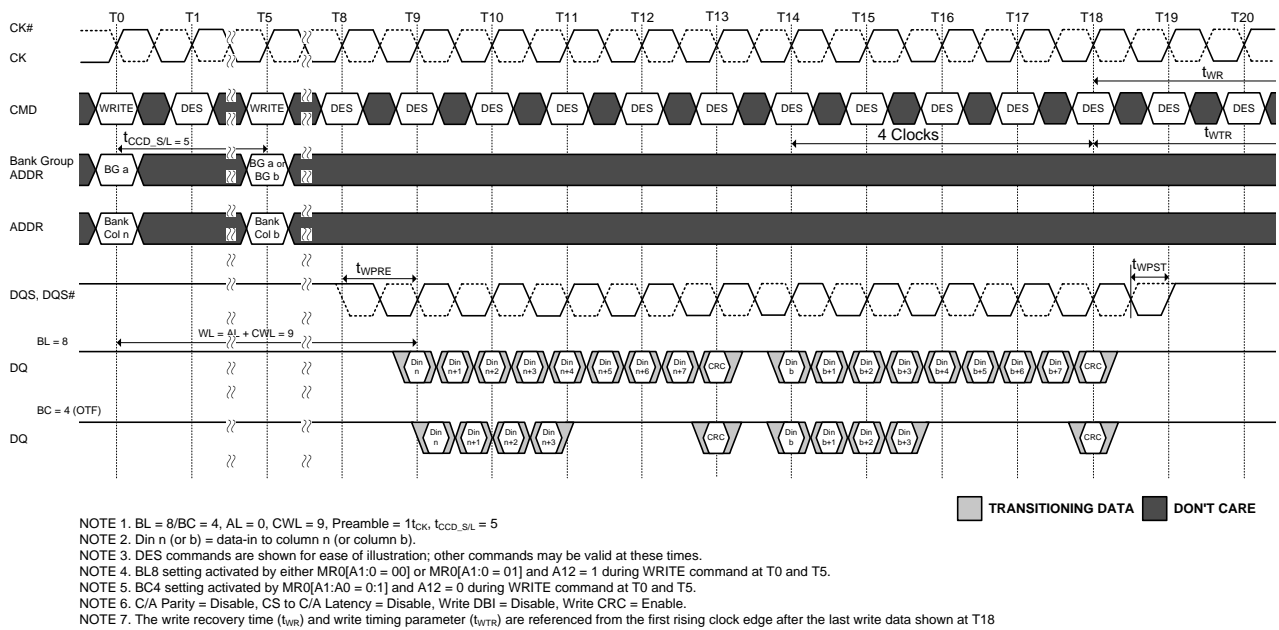 T0 T1 T5 T8 T9 T10 T11 T12 T13 T14 T15 T16 T17 T18 T19 T20
CK#
CK
tWR
CMD WRITE DES WRITE DES DES DES DES DES DES DES DES DES DES DES DES DES
tCCD_S/L = 5
4 Clocks
tWTR
Bank Group
ADDR
BG a
BG a or
BG b
ADDR
Bank
Col n
Bank
Col b
tWPRE
tWPST
DQS, DQS#
WL = AL + CWL = 9
BL = 8
DQ
Din Din Din Din Din Din Din Din CRC Din Din Din Din Din Din Din Din CRC
n n+1 n+2 n+3 n+4 n+5 n+6 n+7 b b+1 b+2 b+3 b+4 b+5 b+6 b+7
BC = 4 (OTF)
DQ
Din Din Din Din CRC Din Din Din Din CRC
n n+1 n+2 n+3 b b+1 b+2 b+3
TRANSITIONING DATA DON'T CARE
NOTE 1. BL = 8/BC = 4, AL = 0, CWL = 9, Preamble = 1tCK, tCCD_S/L = 5
NOTE 2. Din n (or b) = data-in to column n (or column b).
NOTE 3. DES commands are shown for ease of illustration; other commands may be valid at these times.
NOTE 4. BL8 setting activated by either MR0[A1:0 = 00] or MR0[A1:0 = 01] and A12 = 1 during WRITE command at T0 and T5.
NOTE 5. BC4 setting activated by MR0[A1:A0 = 0:1] and A12 = 0 during WRITE command at T0 and T5.
NOTE 6. C/A Parity = Disable, CS to C/A Latency = Disable, Write DBI = Disable, Write CRC = Enable.
NOTE 7. The write recovery time (tWR) and write timing parameter (tWTR) are referenced from the first rising clock edge after the last write data shown at T18